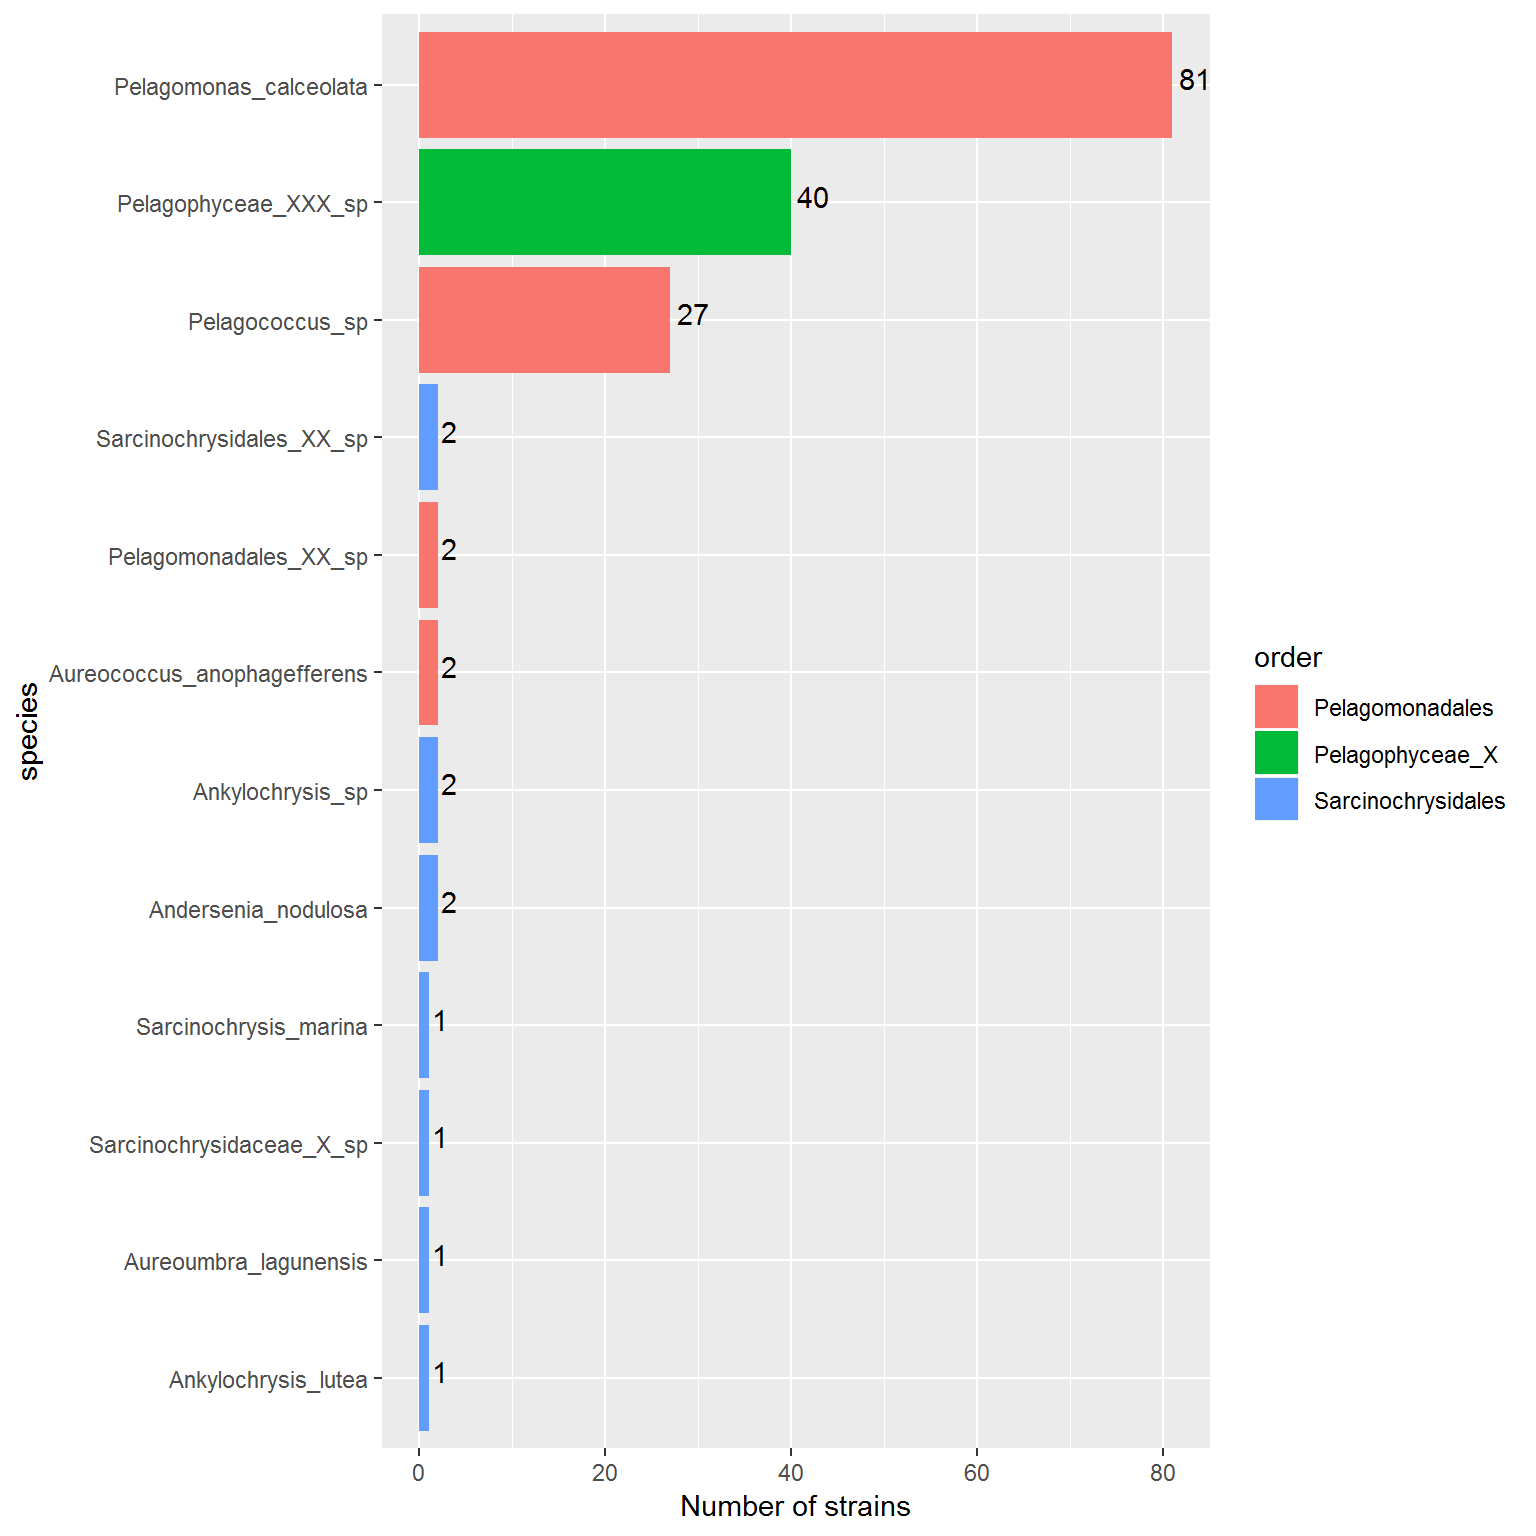 Pelagomonas_calceolata
81
Pelagophyceae_XXX_sp
40
Pelagococcus_sp
27
Sarcinochrysidales_XX_sp
2
Pelagomonadales_XX_sp
2
Aureococcus_anophagefferens
2
Ankylochrysis_sp
2
Andersenia_nodulosa
2
Sarcinochrysis_marina
1
Sarcinochrysidaceae_X_sp
1
Aureoumbra_lagunensis
1
Ankylochrysis_lutea
1
species
0 20 40 60 80
Number of strains
order
Pelagomonadales
Pelagophyceae_X
Sarcinochrysidales